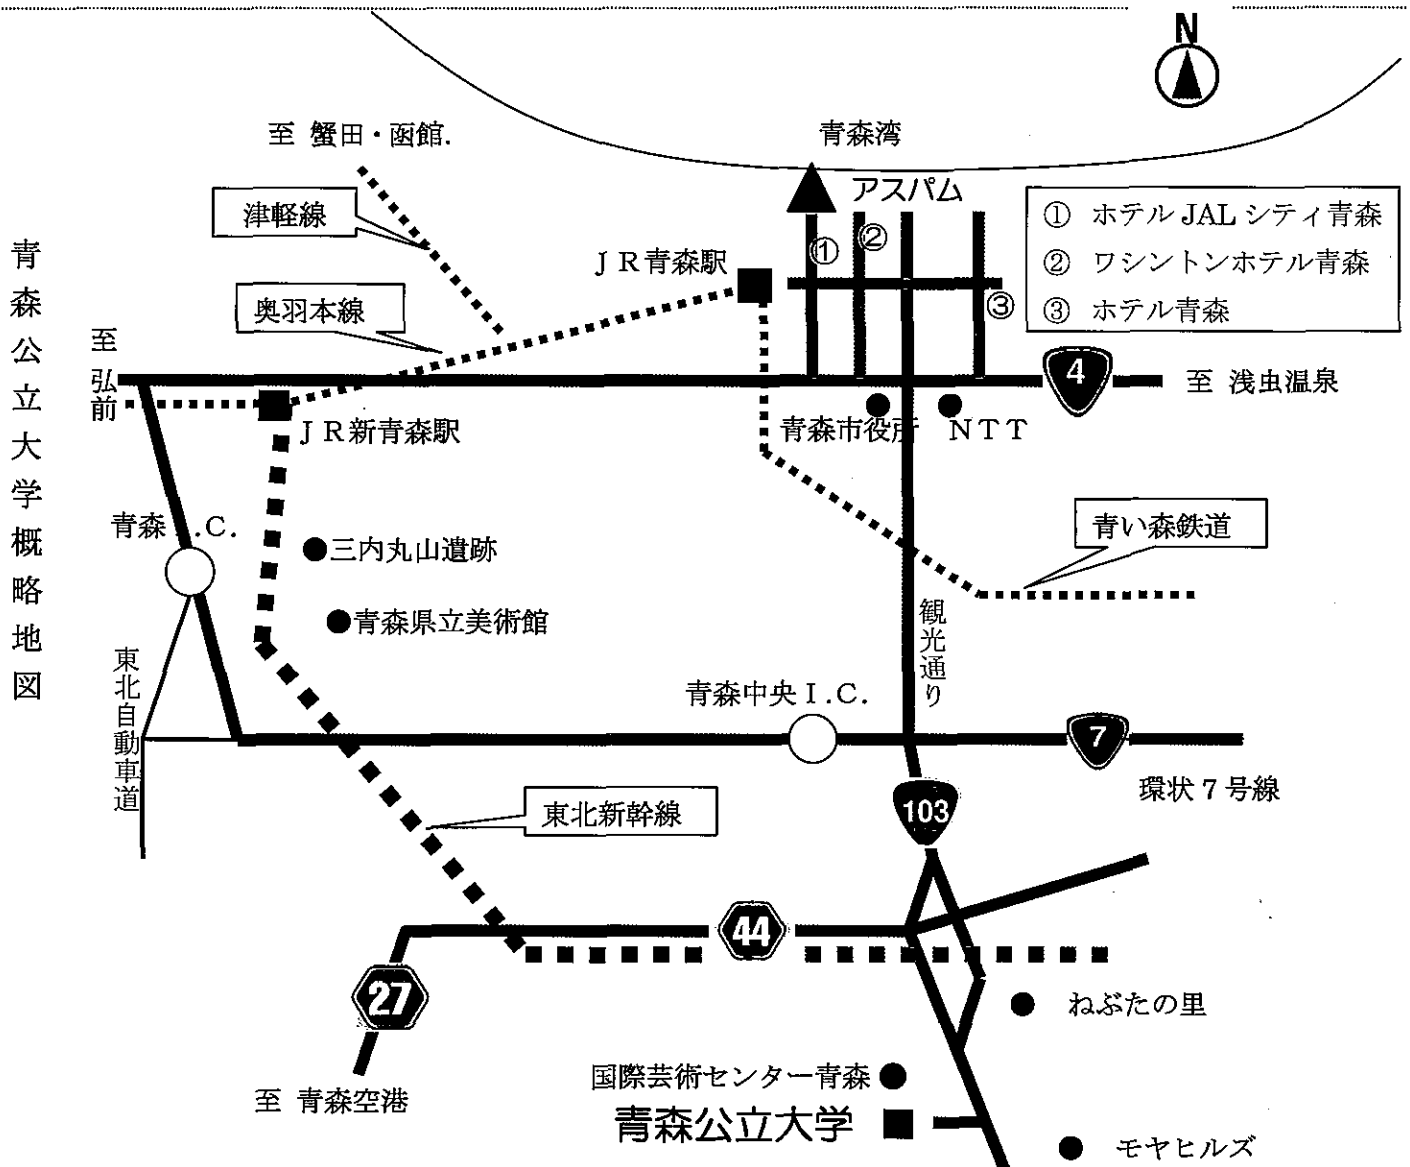 青森公立大学概略地図
N
至 蟹田・函館.
青森湾
津軽線
アスパム
① ホテル JAL シティ青森
② ワシントンホテル青森
③ ホテル青森
①
②
③
ＪＲ青森駅
奥羽本線
至弘前
4
至 浅虫温泉
ＪＲ新青森駅
青森市役所
ＮＴＴ
青い森鉄道
青森I.C.
三内丸山遺跡
青森県立美術館
観光通り
東北自動車道
青森中央I.C.
7
環状７号線
東北新幹線
103
44
27
ねぶたの里
至 青森空港
国際芸術センター青森
青森公立大学
モヤヒルズ